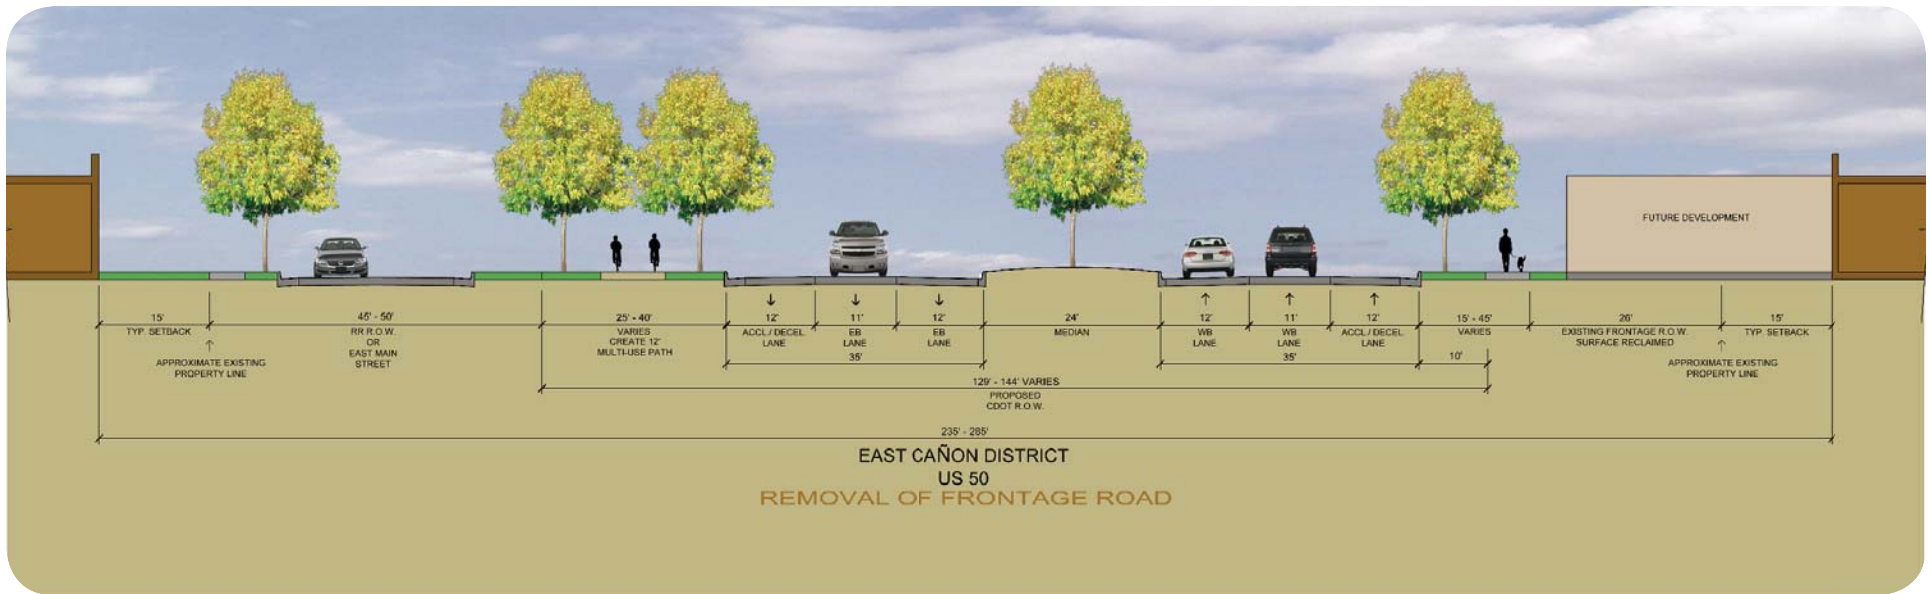 FUTURE DEVELOPMENT
15'
TYP. SETBACK
APPROXIMATE EXISTING
PROPERTY LINE
45' - 50'
RR R.O.W.
OR
EAST MAIN
STREET
25' - 40'
VARIES
CREATE 12'
MULTI-USE PATH
12'
ACCL / DECEL
LANE
11'
EB
LANE
12'
EB
LANE
35'
24'
MEDIAN
12'
WB
LANE
11'
WB
LANE
12'
ACCL / DECEL
LANE
35'
15' - 45'
VARIES
10'
26'
EXISTING FRONTAGE R.O.W.
SURFACE RECLAIMED
15'
TYP. SETBACK
APPROXIMATE EXISTING
PROPERTY LINE
129' - 144' VARIES
PROPOSED
CDOT R.O.W.
235' - 285'
EAST CAÑON DISTRICT
US 50
REMOVAL OF FRONTAGE ROAD